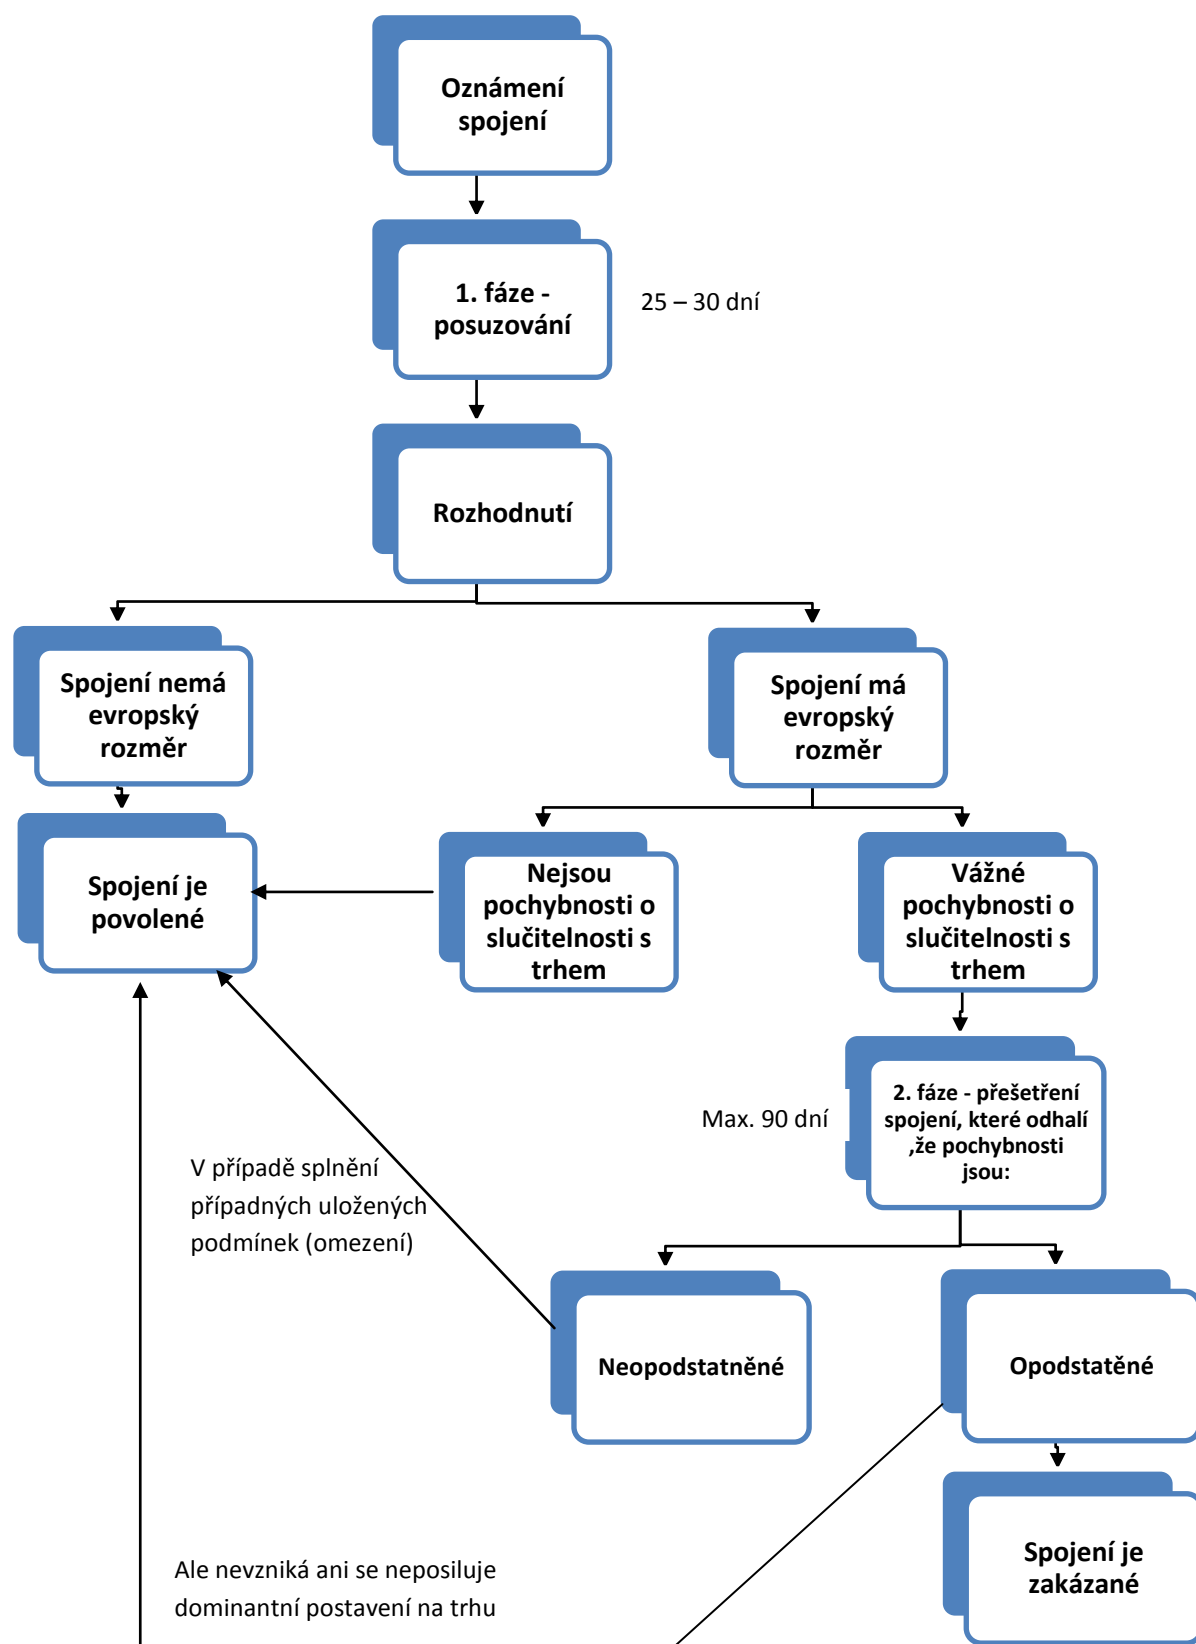 Oznámení
spojení
1. fáze -
posuzování
25 – 30 dní
Rozhodnutí
Spojení nemá
evropský
rozměr
Spojení má
evropský
rozměr
Spojení je
povolené
Nejsou
pochybnosti o
slučitelnosti s
trhem
Vážné
pochybnosti o
slučitelnosti s
trhem
Max. 90 dní
2. fáze - přešetření
spojení, které odhalí
,že pochybnosti
jsou:
V případě splnění
případných uložených
podmínek (omezení)
Neopodstatněné
Opodstatěné
Spojení je
zakázané
Ale nevzniká ani se neposiluje
dominantní postavení na trhu